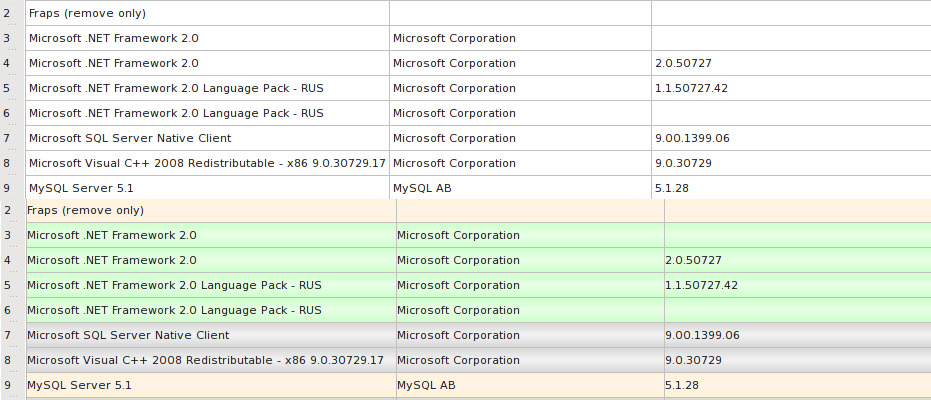 2 Fraps (remove only)
3 Microsoft .NET Framework 2.0 Microsoft Corporation
4 Microsoft .NET Framework 2.0 Microsoft Corporation 2.0.50727
5 Microsoft .NET Framework 2.0 Language Pack - RUS Microsoft Corporation 1.1.50727.42
6 Microsoft .NET Framework 2.0 Language Pack - RUS Microsoft Corporation
7 Microsoft SQL Server Native Client Microsoft Corporation 9.00.1399.06
8 Microsoft Visual C++ 2008 Redistributable - x86 9.0.30729.17 Microsoft Corporation 9.0.30729
9 MySQL Server 5.1 MySQL AB 5.1.28
2 Fraps (remove only)
3 Microsoft .NET Framework 2.0 Microsoft Corporation
4 Microsoft .NET Framework 2.0 Microsoft Corporation 2.0.50727
5 Microsoft .NET Framework 2.0 Language Pack - RUS Microsoft Corporation 1.1.50727.42
6 Microsoft .NET Framework 2.0 Language Pack - RUS Microsoft Corporation
7 Microsoft SQL Server Native Client Microsoft Corporation 9.00.1399.06
8 Microsoft Visual C++ 2008 Redistributable - x86 9.0.30729.17 Microsoft Corporation 9.0.30729
9 MySQL Server 5.1 MySQL AB 5.1.28